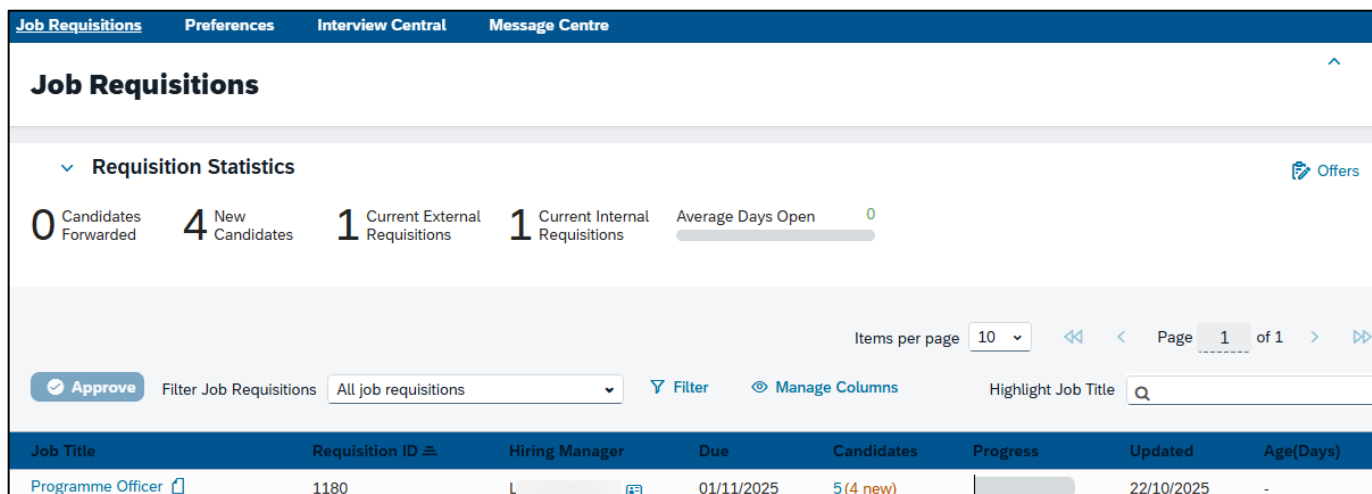 Job Requisitions Preferences Interview Central Message Centre
Job Requisitions
Requisition Statistics
Offers
0 Candidates Forwarded 4 New Candidates 1 Current External Requisitions 1 Current Internal Requisitions Average Days Open 0
Items per page 10 Page 1 of 1
Approve Filter Job Requisitions All job requisitions Filter Manage Columns Highlight Job Title
Job Title Requisition ID Hiring Manager Due Candidates Progress Updated Age(Days)
Programme Officer 1180 L 01/11/2025 5 (4 new) 22/10/2025 -